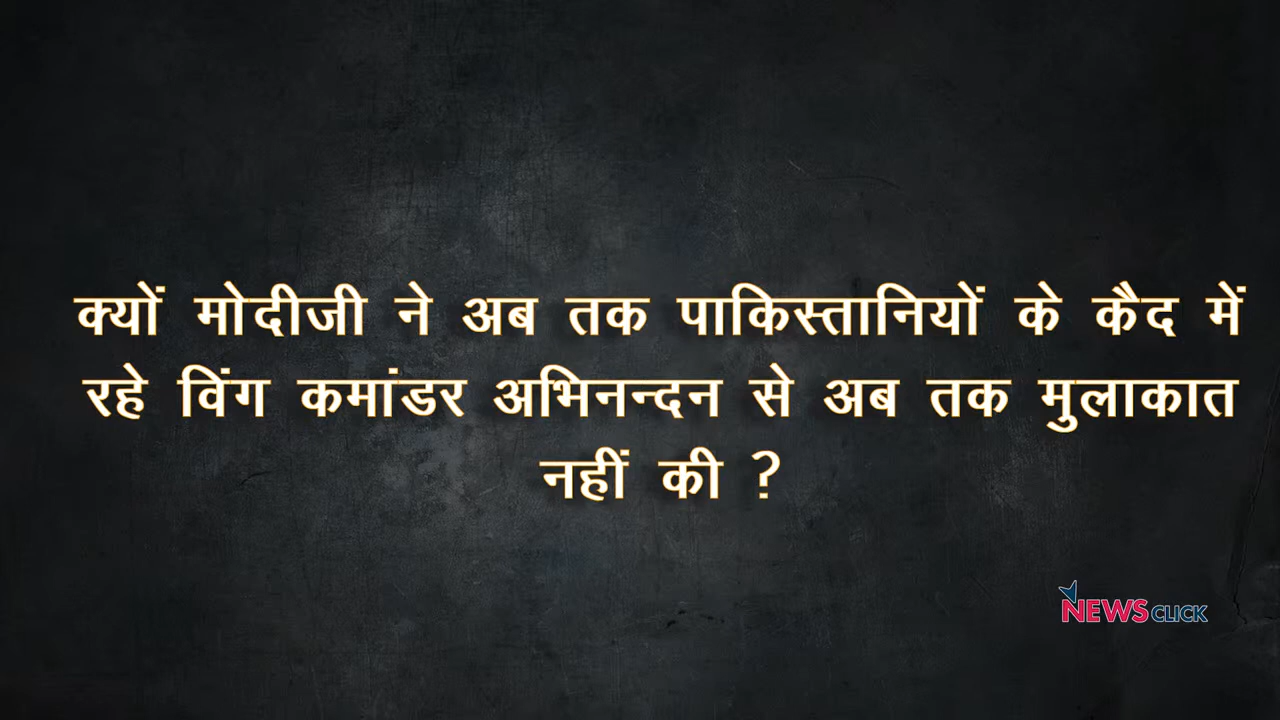 क्यों मोदीजी ने अब तक पाकिस्तानियों के कैद में
रहे विंग कमांडर अभिनन्दन से अब तक मुलाकात
नहीं की ?
NEWSCLICK